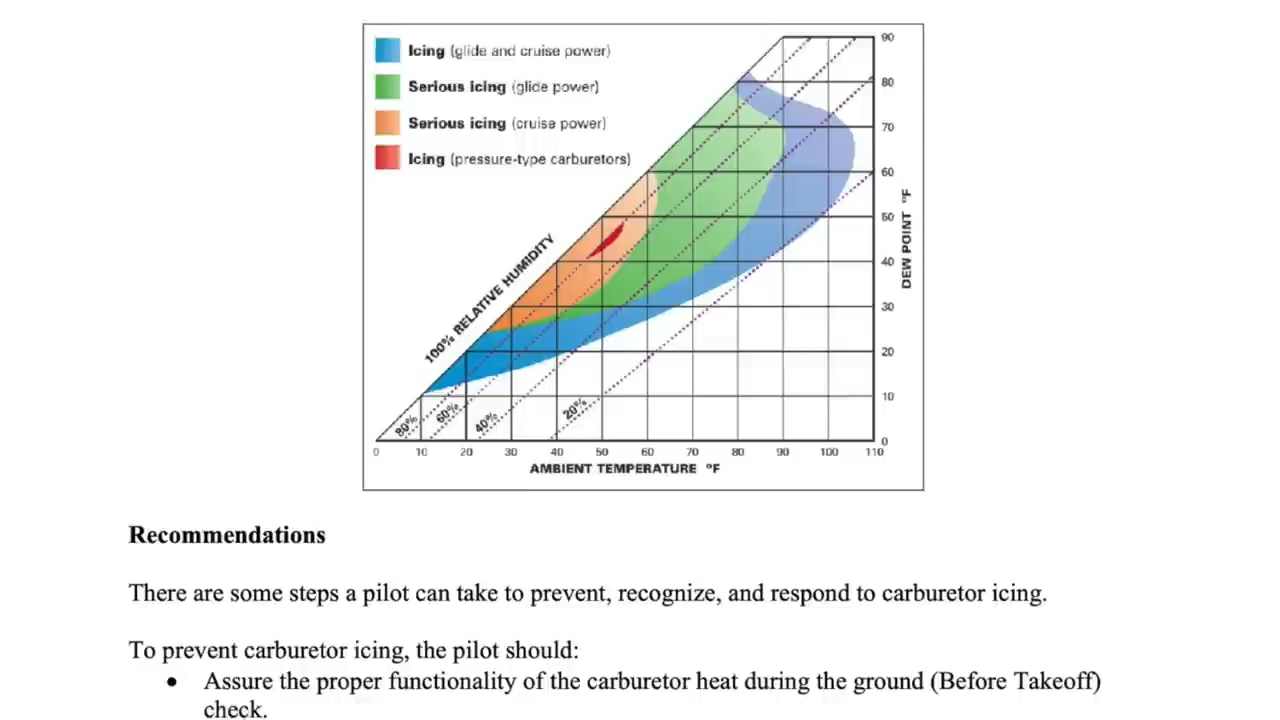 Icing (glide and cruise power)
Serious icing (glide power)
Serious icing (cruise power)
Icing (pressure-type carburetors)
100% RELATIVE HUMIDITY
80%
60%
40%
20%
90
80
70
60
50
40
30
20
10
0
DEW POINT °F
0 10 20 30 40 50 60 70 80 90 100 110
AMBIENT TEMPERATURE °F
Recommendations
There are some steps a pilot can take to prevent, recognize, and respond to carburetor icing.
To prevent carburetor icing, the pilot should:
• Assure the proper functionality of the carburetor heat during the ground (Before Takeoff)
check.